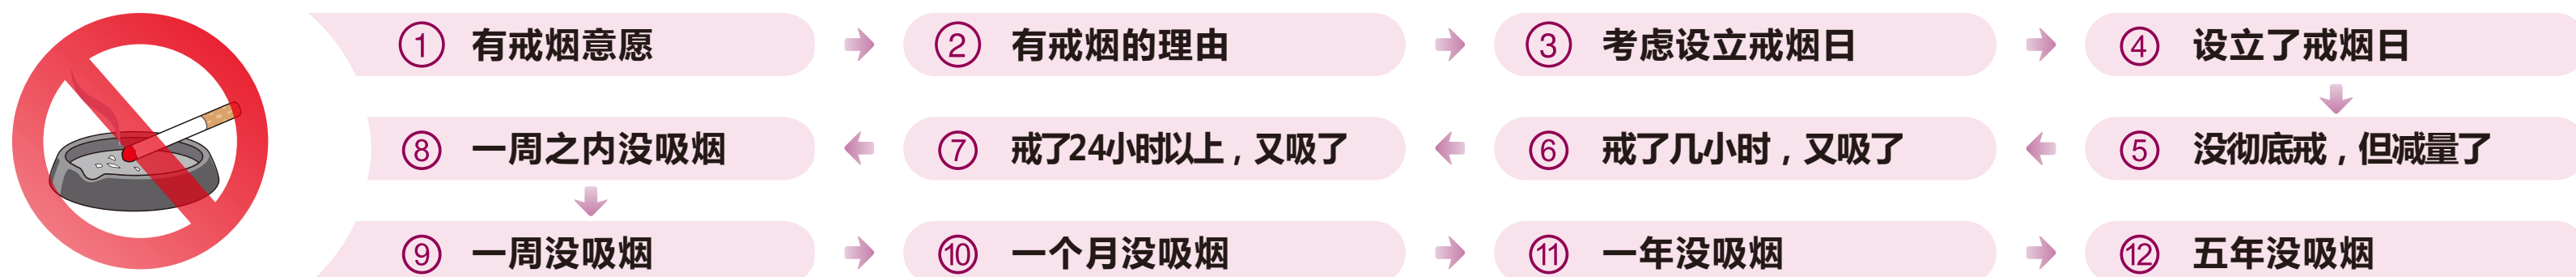 ① 有戒烟意愿
② 有戒烟的理由
③ 考虑设立戒烟日
④ 设立了戒烟日
⑤ 没彻底戒，但减量了
⑥ 戒了几小时，又吸了
⑦ 戒了24小时以上，又吸了
⑧ 一周之内没吸烟
⑨ 一周没吸烟
⑩ 一个月没吸烟
⑪ 一年没吸烟
⑫ 五年没吸烟